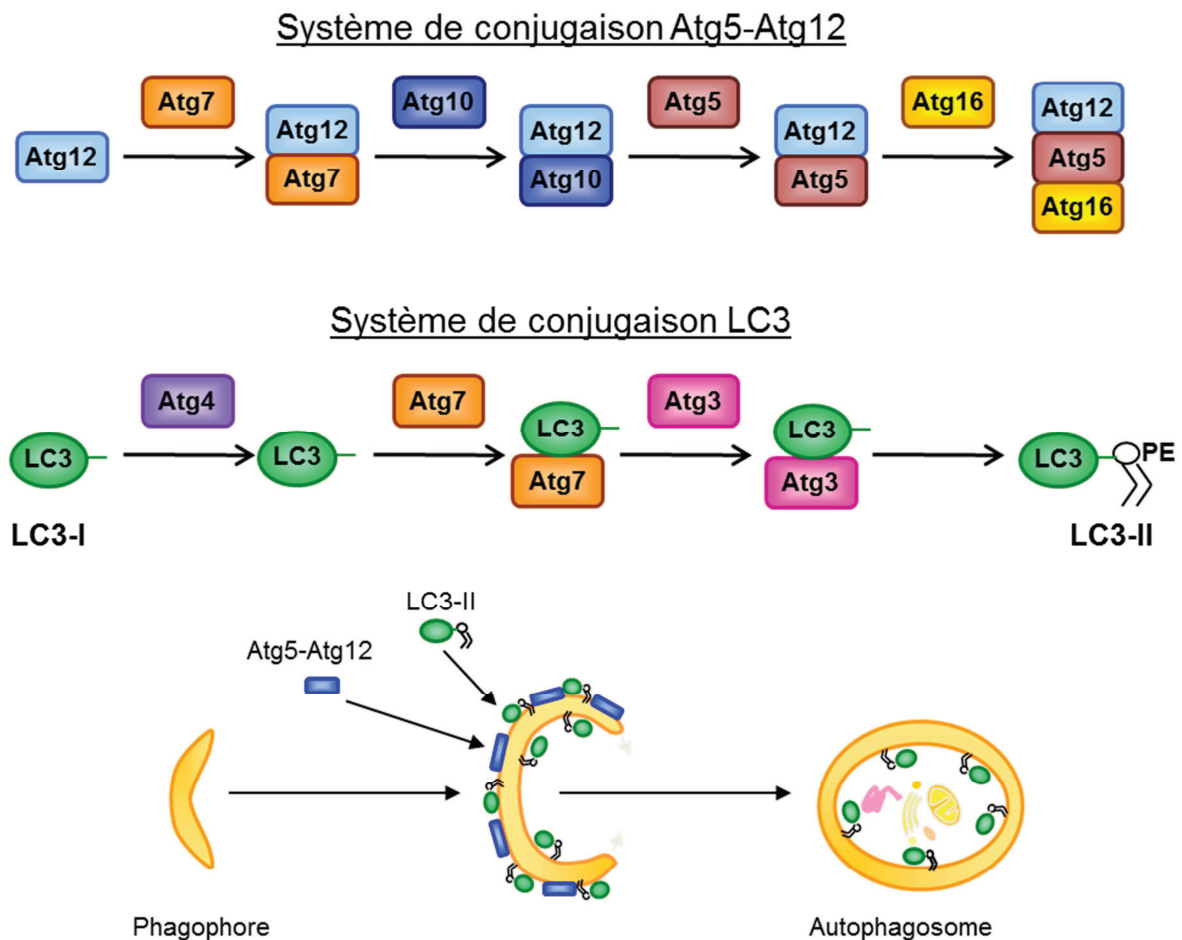 Système de conjugaison Atg5-Atg12
Atg7
Atg10
Atg5
Atg16
Atg12
Atg12
Atg7
Atg12
Atg10
Atg12
Atg5
Atg12
Atg5
Atg16
Système de conjugaison LC3
Atg4
Atg7
Atg3
LC3
LC3
LC3
Atg7
LC3
Atg3
LC3
PE
LC3-I
LC3-II
LC3-II
Atg5-Atg12
Phagophore
Autophagosome